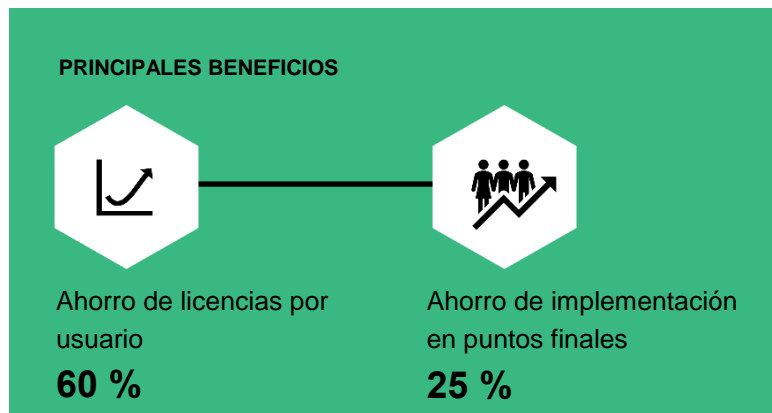 PRINCIPALES BENEFICIOS
Ahorro de licencias por
usuario
60 %
Ahorro de implementación
en puntos finales
25 %